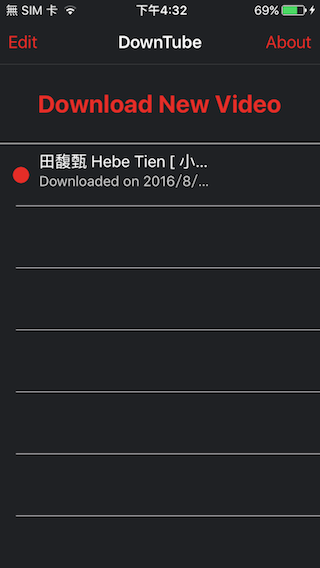 無 SIM 卡 下午4:32 69%
Edit DownTube About
Download New Video
田馥甄 Hebe Tien [ 小...
Downloaded on 2016/8/...